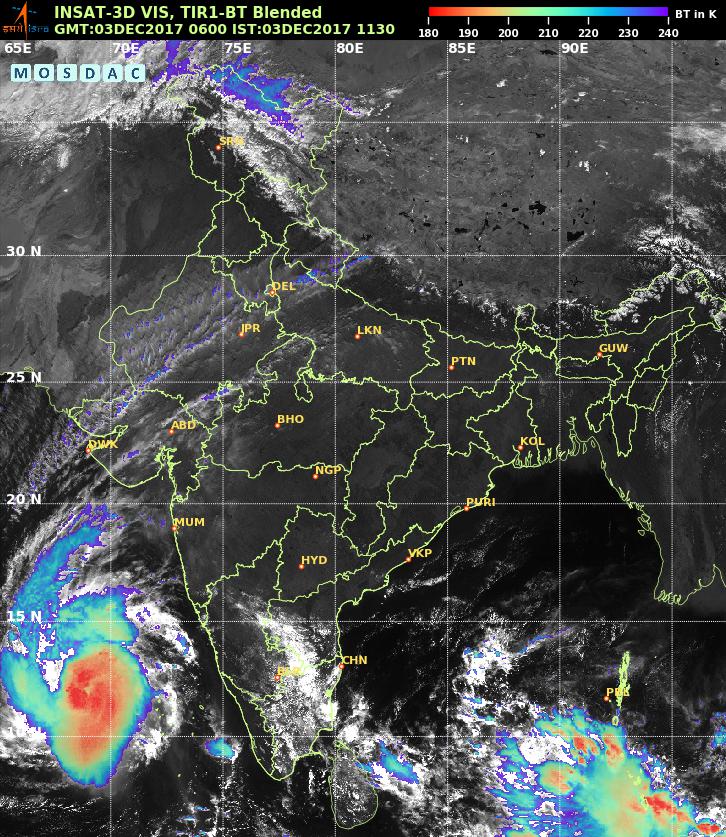 INSAT-3D VIS, TIR1-BT Blended
GMT:03DEC2017 0600 IST:03DEC2017 1130
BT in K
180 190 200 210 220 230 240
65E 70E 75E 80E 85E 90E
MOSDAC
SRN
30 N
DEL
JPR
LKN
GUW
PTN
25 N
BHO
ABD
DWK
KOL
NGP
20 N
PURI
MUM
VKP
HYD
15 N
CHN
10 N